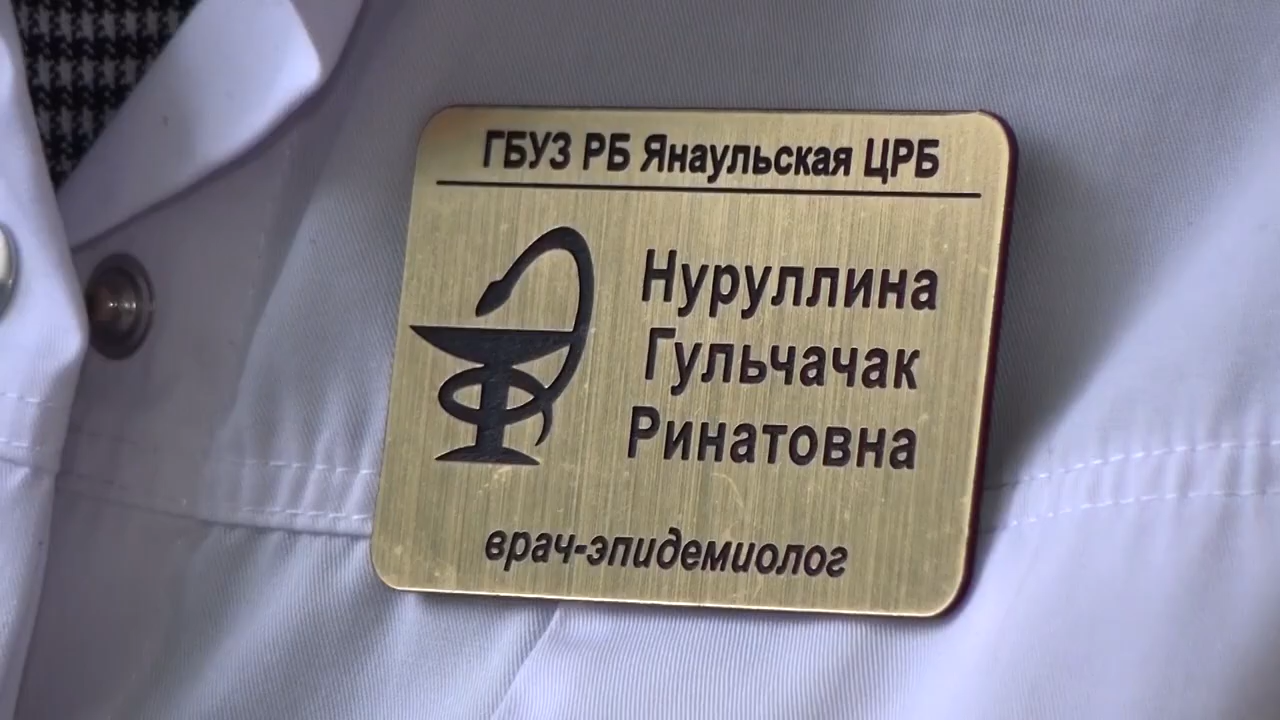 ГБУЗ РБ Янаульская ЦРБ
Нуруллина
Гульчачак
Ринатовна
врач-эпидемиолог